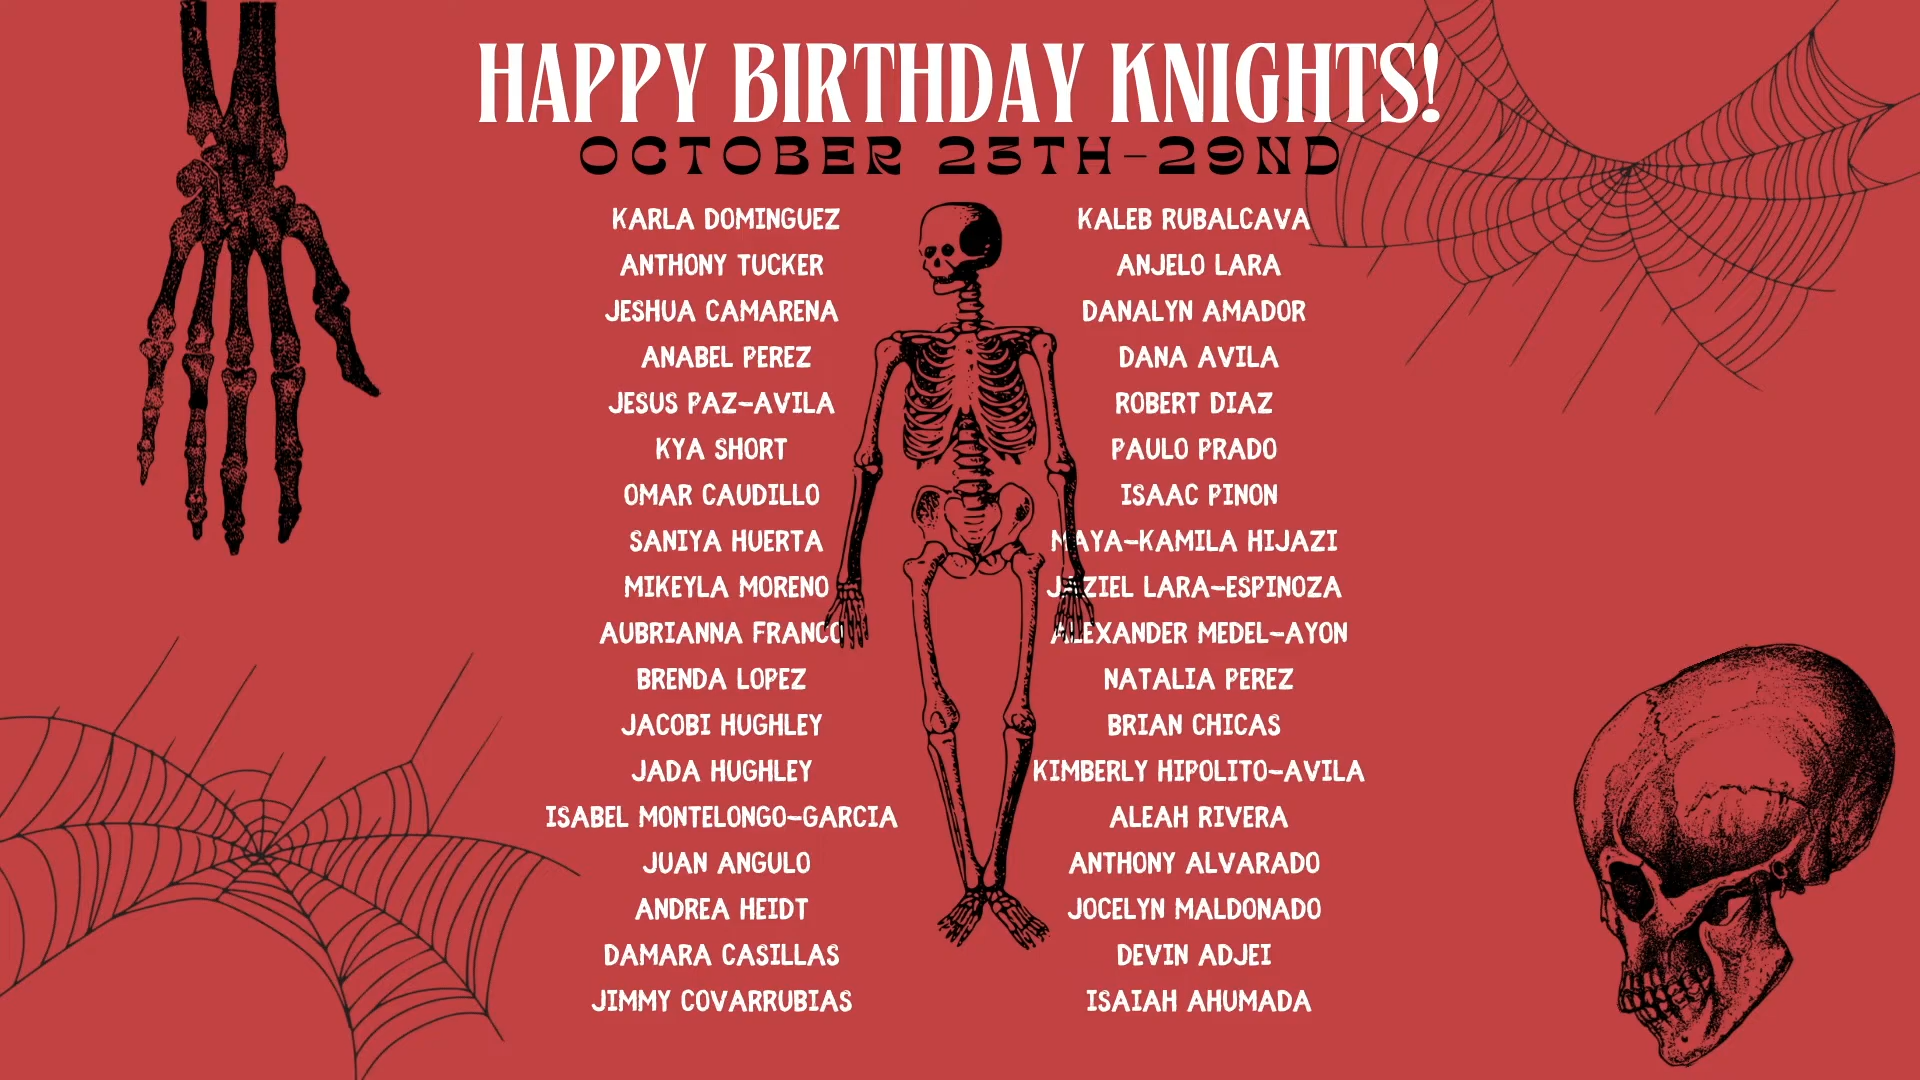 HAPPY BIRTHDAY KNIGHTS!
OCTOBER 23TH-29ND
KARLA DOMINGUEZ
ANTHONY TUCKER
JESHUA CAMARENA
ANABEL PEREZ
JESUS PAZ-AVILA
KYA SHORT
OMAR CAUDILLO
SANIYA HUERTA
MIKEYLA MORENO
AUBRIANNA FRANCO
BRENDA LOPEZ
JACOBI HUGHLEY
JADA HUGHLEY
ISABEL MONTELONGO-GARCIA
JUAN ANGULO
ANDREA HEIDT
DAMARA CASILLAS
JIMMY COVARRUBIAS
KALEB RUBALCAVA
ANJELO LARA
DANALYN AMADOR
DANA AVILA
ROBERT DIAZ
PAULO PRADO
ISAAC PINON
MAYA-KAMILA HIJAZI
JAZIEL LARA-ESPINOZA
ALEXANDER MEDEL-AYON
NATALIA PEREZ
BRIAN CHICAS
KIMBERLY HIPOLITO-AVILA
ALEAH RIVERA
ANTHONY ALVARADO
JOCELYN MALDONADO
DEVIN ADJEI
ISAIAH AHUMADA